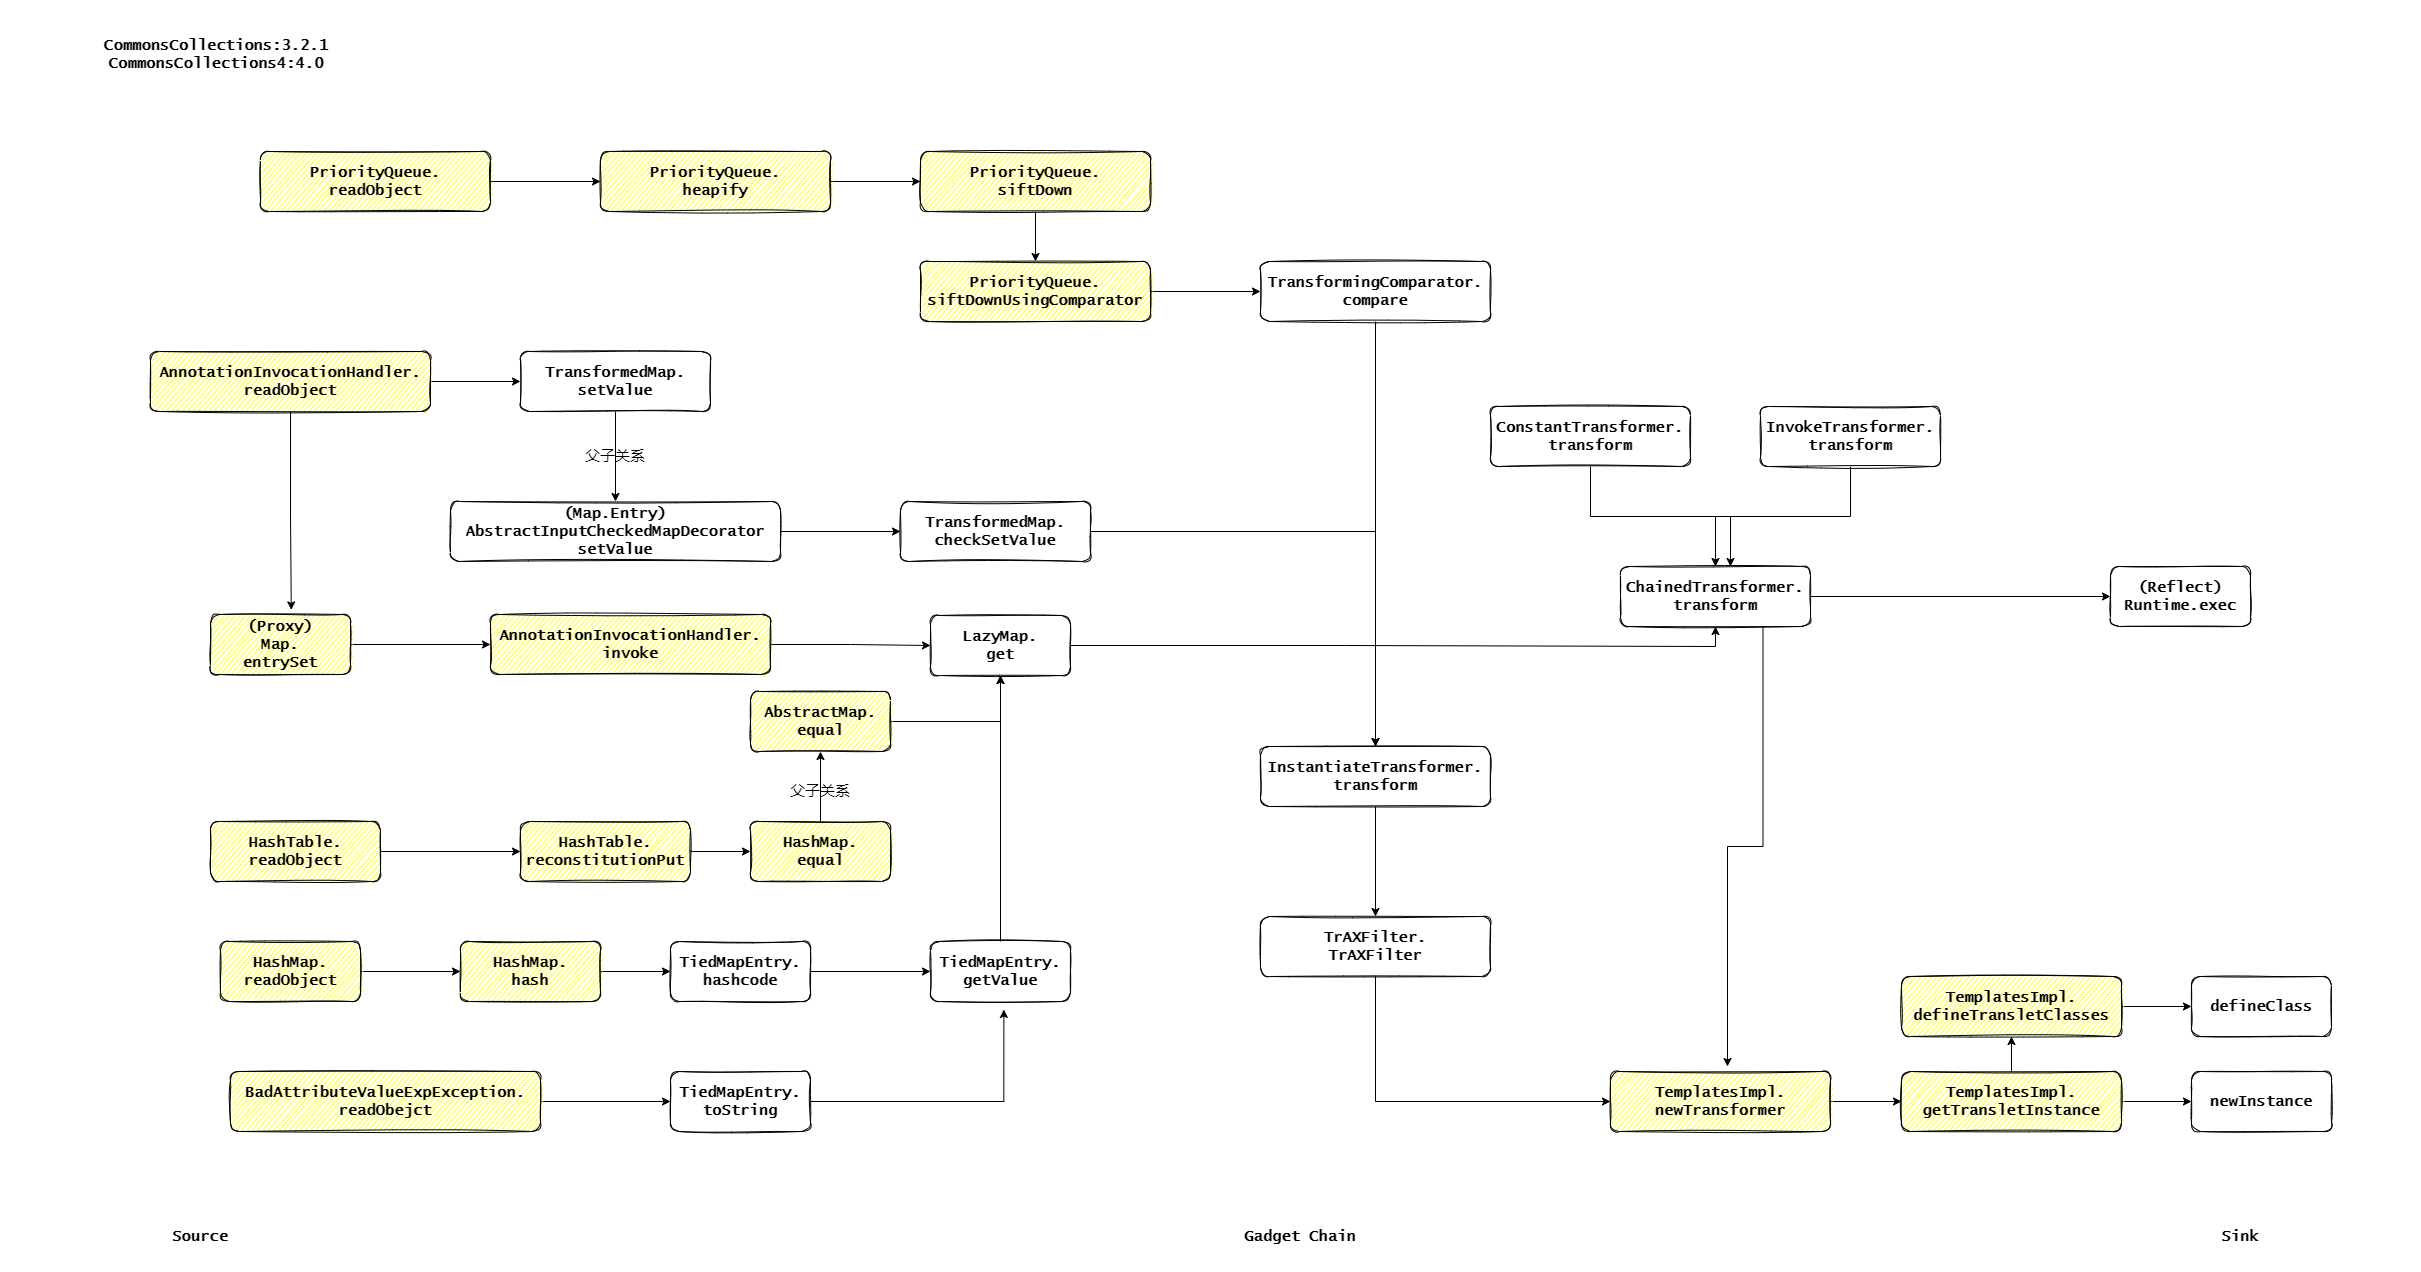 CommonsCollections:3.2.1
CommonsCollections4:4.0
PriorityQueue.
readObject
PriorityQueue.
heapify
PriorityQueue.
siftDown
PriorityQueue.
siftDownUsingComparator
TransformingComparator.
compare
AnnotationInvocationHandler.
readObject
TransformedMap.
setValue
父子关系
ConstantTransformer.
transform
InvokeTransformer.
transform
(Map.Entry)
AbstractInputCheckedMapDecorator
setValue
TransformedMap.
checkSetValue
ChainedTransformer.
transform
(Reflect)
Runtime.exec
(Proxy)
Map.
entrySet
AnnotationInvocationHandler.
invoke
LazyMap.
get
AbstractMap.
equal
父子关系
InstantiateTransformer.
transform
HashTable.
readObject
HashTable.
reconstitutionPut
HashMap.
equal
HashMap.
readObject
HashMap.
hash
TiedMapEntry.
hashcode
TiedMapEntry.
getValue
TrAXFilter.
TrAXFilter
TemplatesImpl.
defineTransletClasses
defineClass
BadAttributeValueExpException.
readObejct
TiedMapEntry.
toString
TemplatesImpl.
newTransformer
TemplatesImpl.
getTransletInstance
newInstance
Source
Gadget Chain
Sink